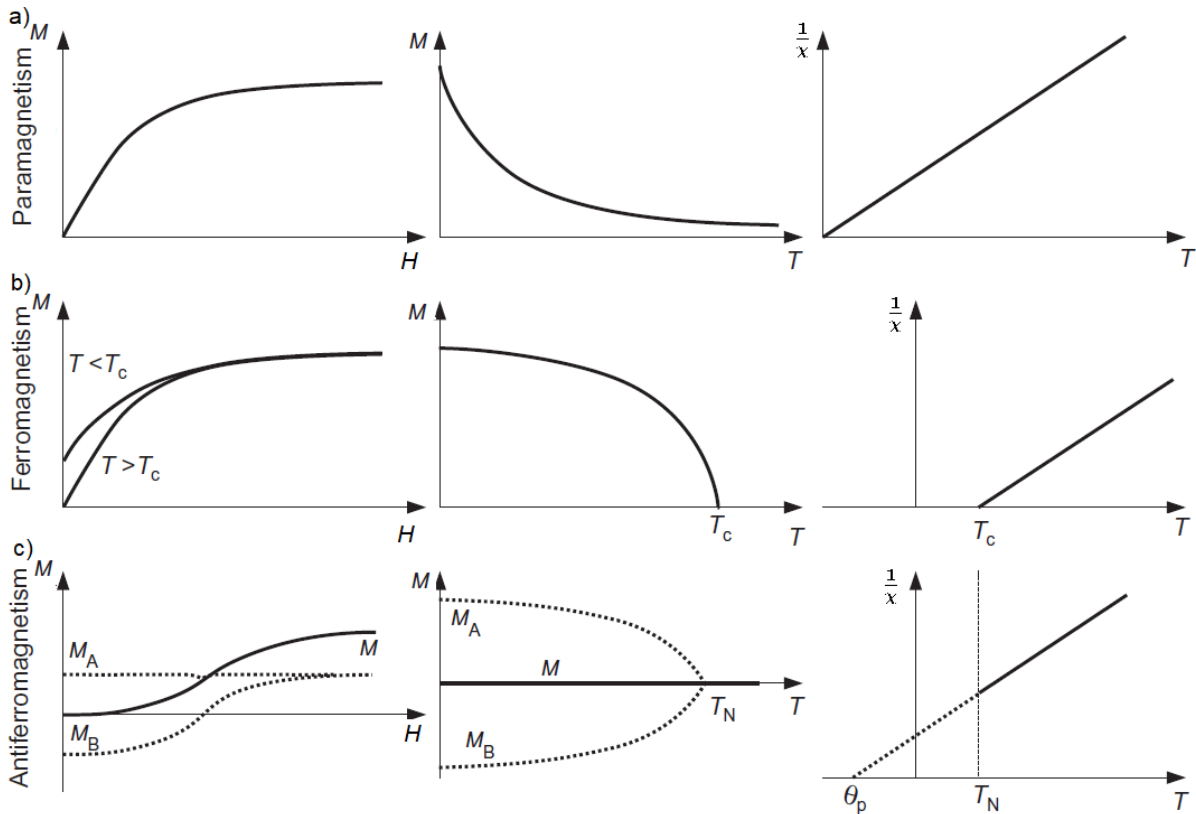 a)
Paramagnetism
M
H
M
T
1/χ
T
b)
Ferromagnetism
M
T < Tc
T > Tc
H
M
Tc
T
1/χ
Tc
T
c)
Antiferromagnetism
M
MA
M
MB
H
M
MA
M
TN
T
MB
1/χ
θp
TN
T